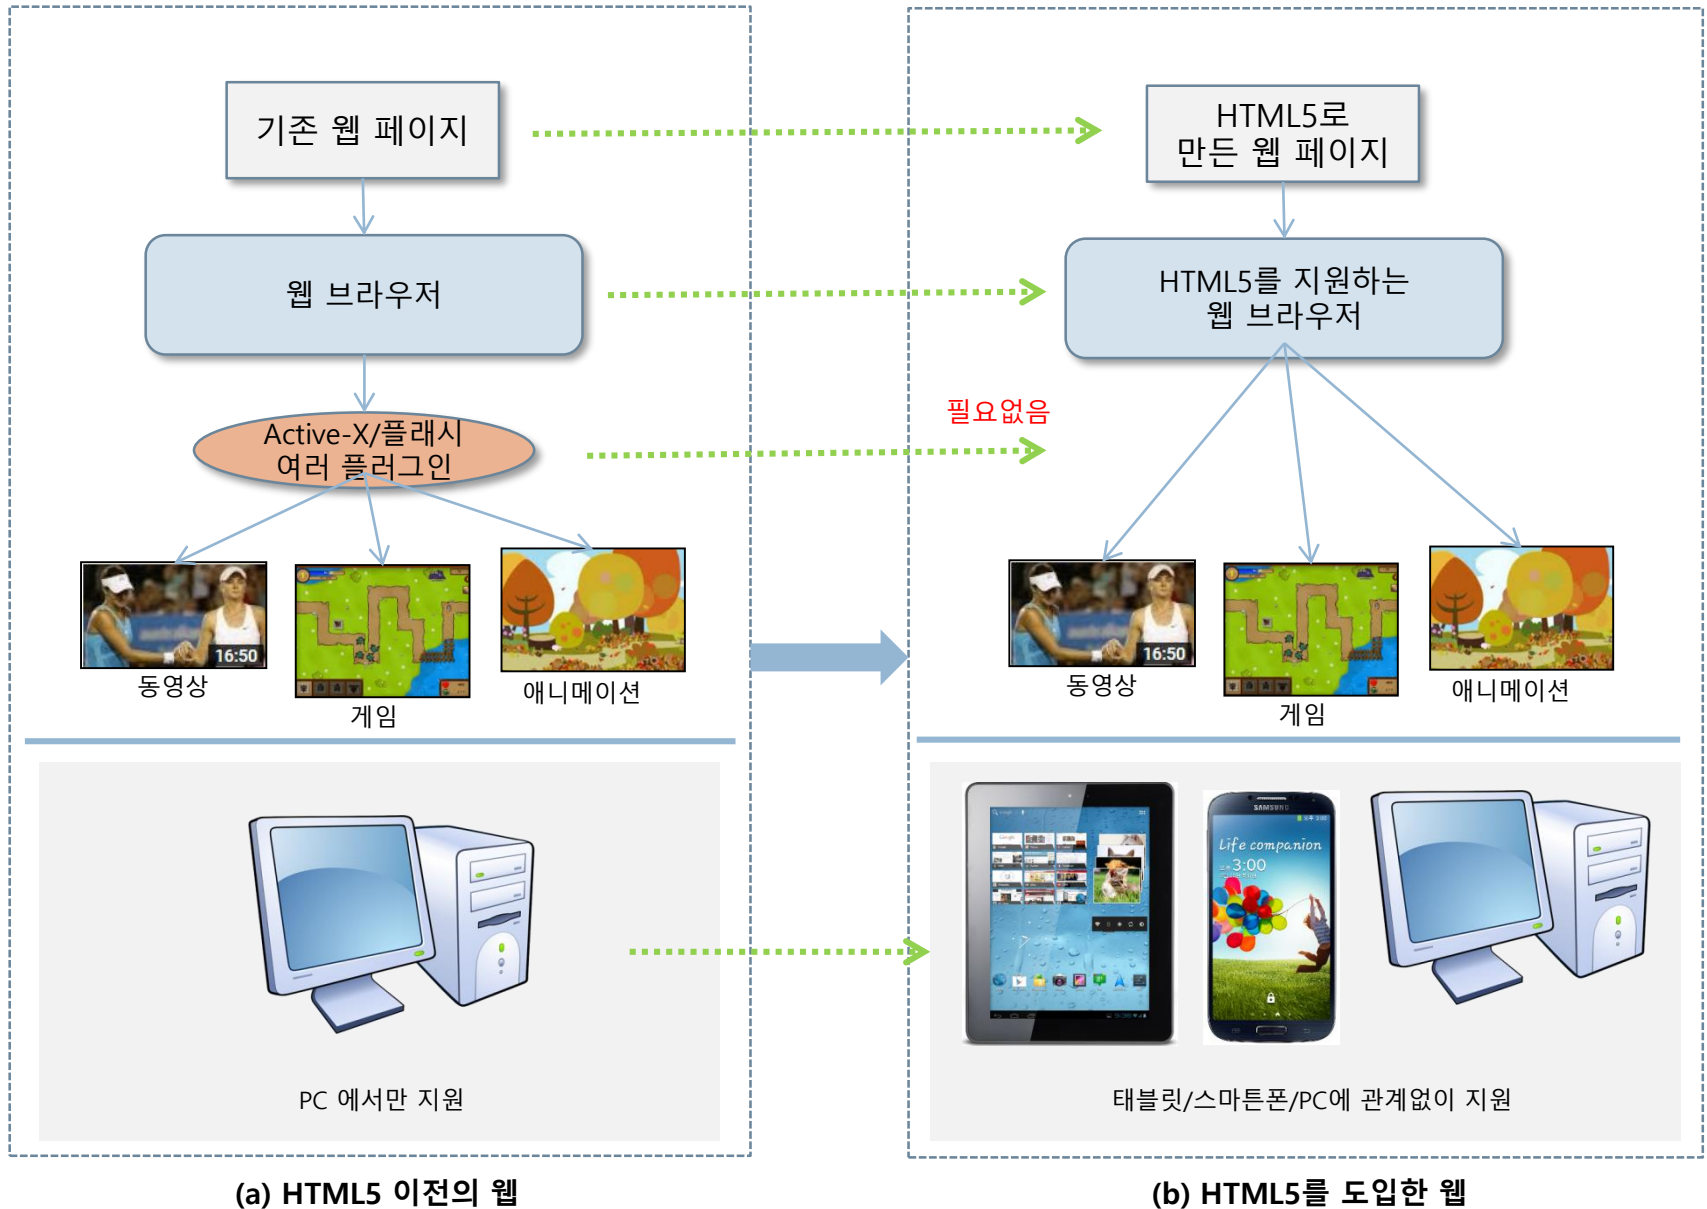 기존 웹 페이지
웹 브라우저
Active-X/플래시
여러 플러그인
16:50
동영상
게임
애니메이션
PC 에서만 지원
(a) HTML5 이전의 웹
필요없음
HTML5로
만든 웹 페이지
HTML5를 지원하는
웹 브라우저
16:50
동영상
게임
애니메이션
SAMSUNG
Life companion
3:00
태블릿/스마튼폰/PC에 관계없이 지원
(b) HTML5를 도입한 웹